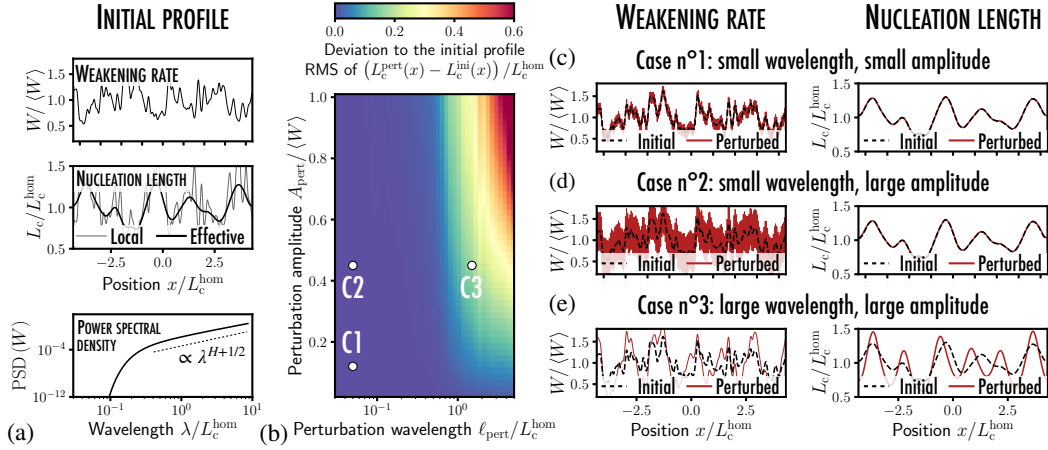 INITIAL PROFILE
WEAKENING RATE
W/⟨W⟩
1.0
0.5
NUCLEATION LENGTH
L_c/L_c^hom
1.5
1.0
0.5
Local
Effective
−2.5
0.0
2.5
Position x/L_c^hom
POWER SPECTRAL
DENSITY
PSD (W)
10^−4
10^−12
∝ λ^{H+1/2}
10^−1
10^0
10^1
Wavelength λ/L_c^hom
(a)
0.0
0.2
0.4
0.6
Deviation to the initial profile
RMS of (L_c^pert(x) − L_c^ini(x))/L_c^hom
Perturbation amplitude A_pert/⟨W⟩
1.0
0.8
0.6
0.4
0.2
C2
C3
C1
10^−1
10^0
Perturbation wavelength ℓ_pert/L_c^hom
(b)
WEAKENING RATE
NUCLEATION LENGTH
(c)
Case n°1: small wavelength, small amplitude
W/⟨W⟩
1.5
1.0
0.5
Initial
Perturbed
L_c/L_c^hom
1.5
1.0
0.5
Initial
Perturbed
(d)
Case n°2: small wavelength, large amplitude
W/⟨W⟩
1.5
1.0
0.5
Initial
Perturbed
L_c/L_c^hom
1.5
1.0
0.5
Initial
Perturbed
(e)
Case n°3: large wavelength, large amplitude
W/⟨W⟩
1.5
1.0
0.5
Initial
Perturbed
−2.5
0.0
2.5
Position x/L_c^hom
L_c/L_c^hom
1.5
1.0
0.5
Initial
Perturbed
−2.5
0.0
2.5
Position x/L_c^hom